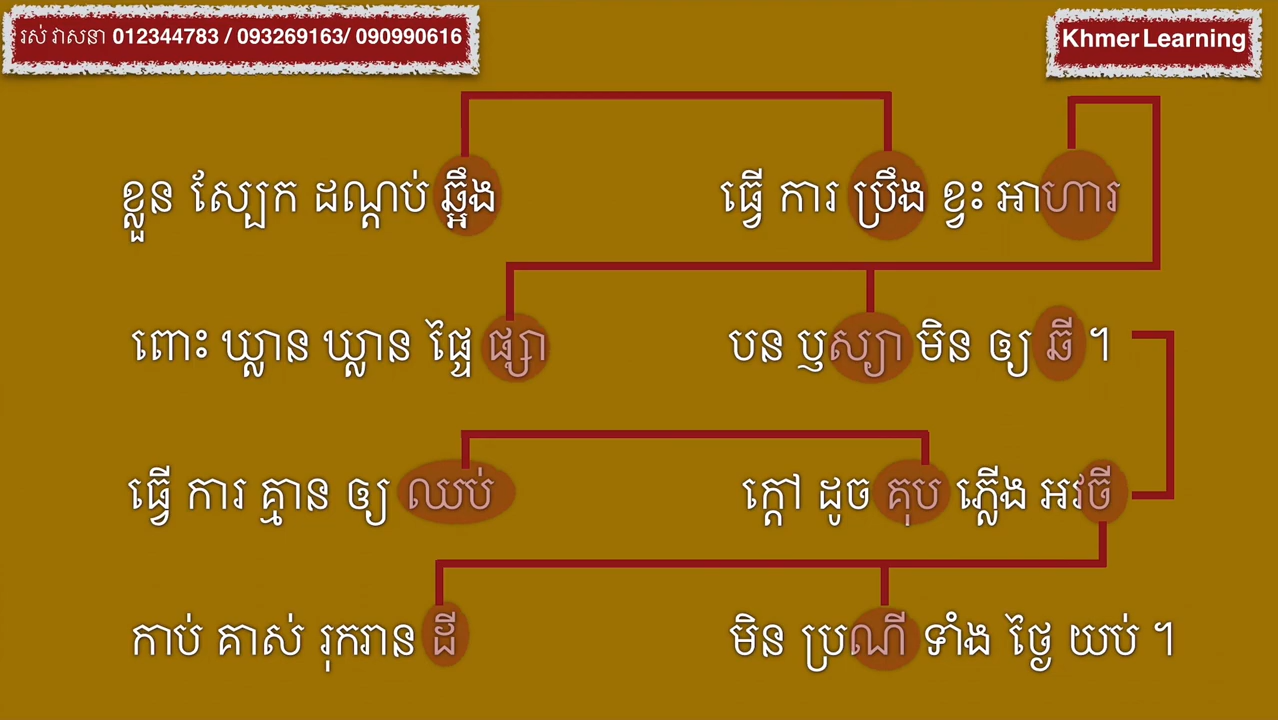 រស់ វាសនា 012344783 / 093269163/ 090990616
Khmer Learning
ខ្លួន ស្បែក ដណ្ដប់ ឆ្អឹង ធ្វើ ការ ប្រឹង ខ្វះ អាហារ
ពោះ ឃ្លាន ឃ្លាន ផ្ទៃ ផ្សា បន ឫស្យា មិន ឲ្យ ឆី ។
ធ្វើ ការ គ្មាន ឲ្យ ឈប់ ក្ដៅ ដូច គុប ភ្លើង អវចី
កាប់ គាស់ រុករាន ដី មិន ប្រណី ទាំង ថ្ងៃ យប់ ។